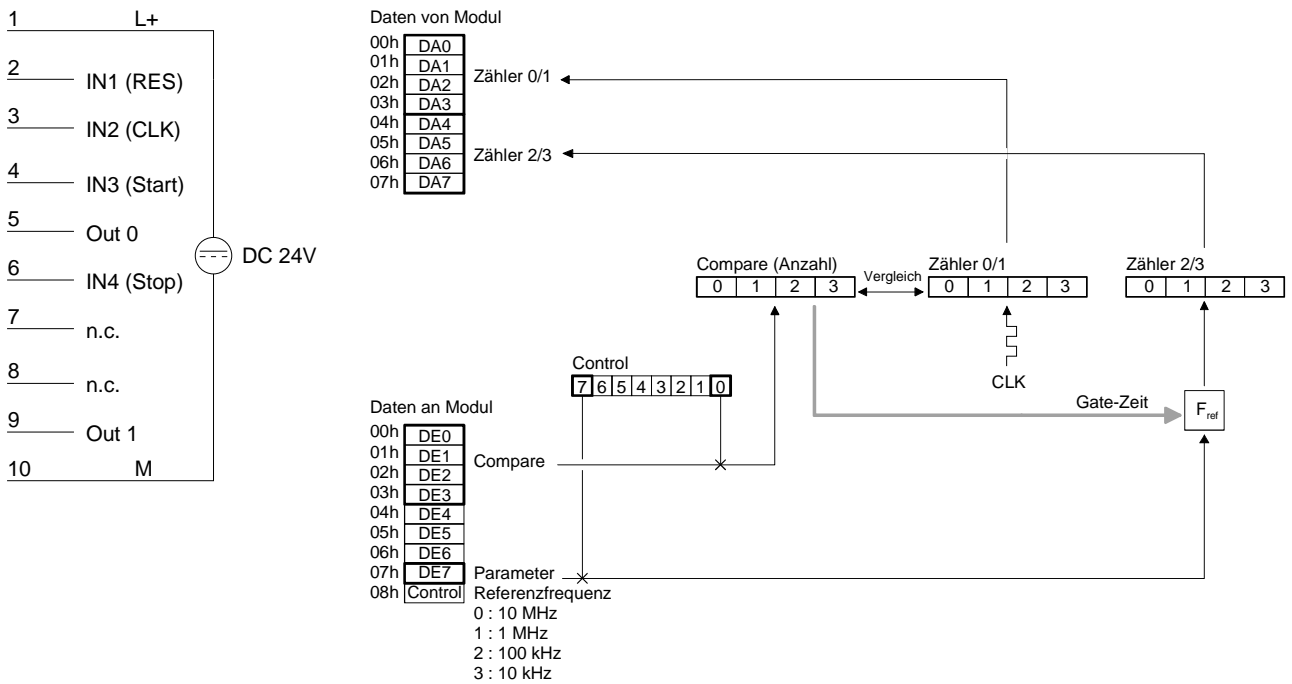 1 L+
2 IN1 (RES)
3 IN2 (CLK)
4 IN3 (Start)
5 Out 0
6 IN4 (Stop)
7 n.c.
8 n.c.
9 Out 1
10 M
DC 24V
Daten von Modul
00h DA0
01h DA1
02h DA2
03h DA3
Zähler 0/1
04h DA4
05h DA5
06h DA6
07h DA7
Zähler 2/3
Compare (Anzahl)
0 1 2 3
Vergleich
Zähler 0/1
0 1 2 3
CLK
Zähler 2/3
0 1 2 3
Control
7 6 5 4 3 2 1 0
Gate-Zeit
Fref
Daten an Modul
00h DE0
01h DE1
02h DE2
03h DE3
Compare
04h DE4
05h DE5
06h DE6
07h DE7 Parameter
08h Control Referenzfrequenz
0 : 10 MHz
1 : 1 MHz
2 : 100 kHz
3 : 10 kHz